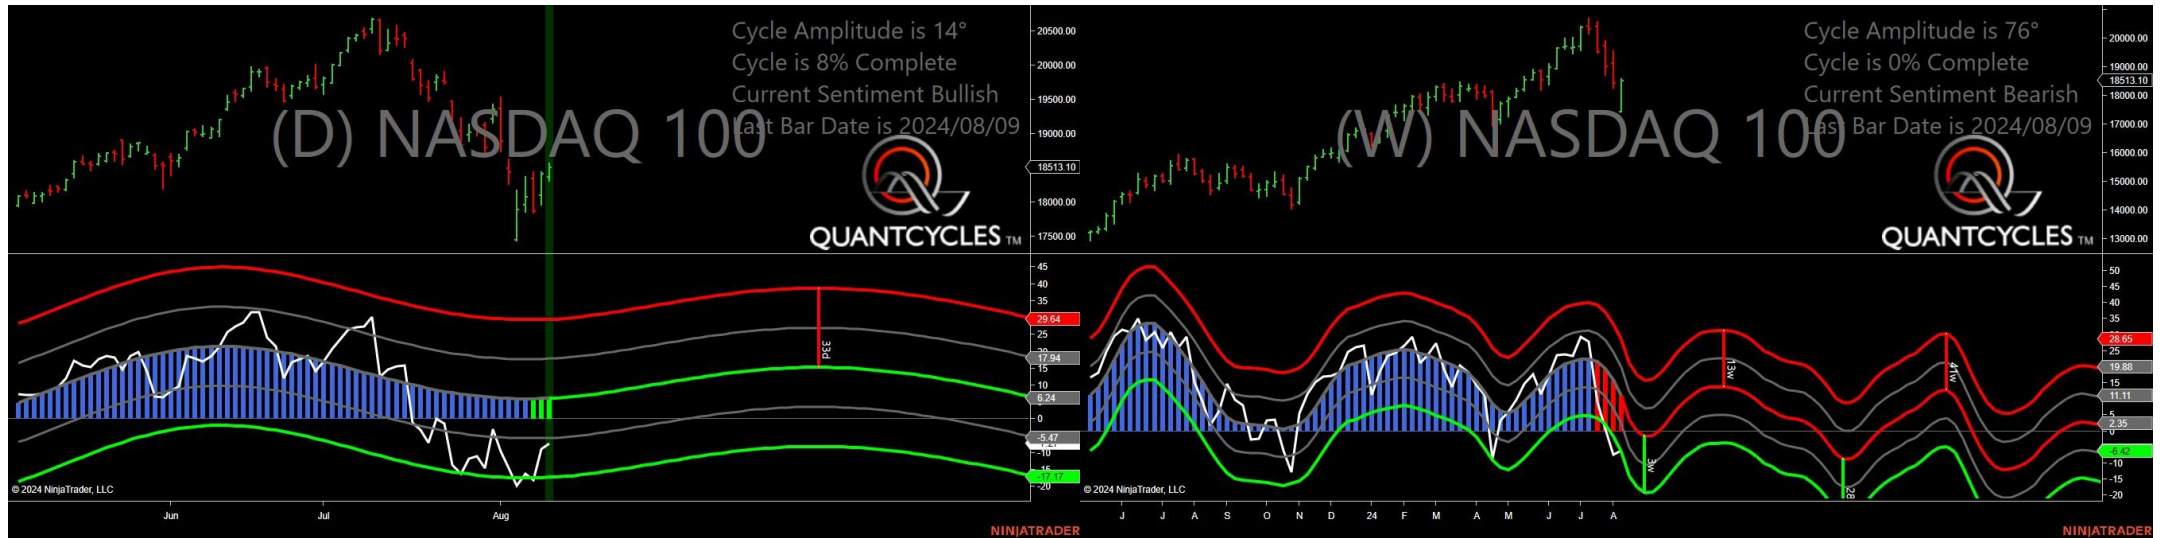 Cycle Amplitude is 14°
Cycle is 8% Complete
Current Sentiment Bullish
Last Bar Date is 2024/08/09
(D) NASDAQ 100
QUANTCYCLES TM
20500.00
20000.00
19500.00
19000.00
18513.10
18000.00
17500.00
45
40
35
29.64
25
20
17.94
15
10
6.24
0
-5.47
-10
-15
-17.17
-20
33d
© 2024 NinjaTrader, LLC
Jun
Jul
Aug
NINJATRADER
Cycle Amplitude is 76°
Cycle is 0% Complete
Current Sentiment Bearish
Last Bar Date is 2024/08/09
(W) NASDAQ 100
QUANTCYCLES TM
20000.00
19000.00
18513.10
18000.00
17000.00
16000.00
15000.00
14000.00
13000.00
50
45
40
35
28.65
25
19.88
15
11.11
5
2.35
0
-6.42
-10
-15
-20
3w
13w
28
41w
© 2024 NinjaTrader, LLC
J J A S O N D 24 F M A M J J A
NINJATRADER